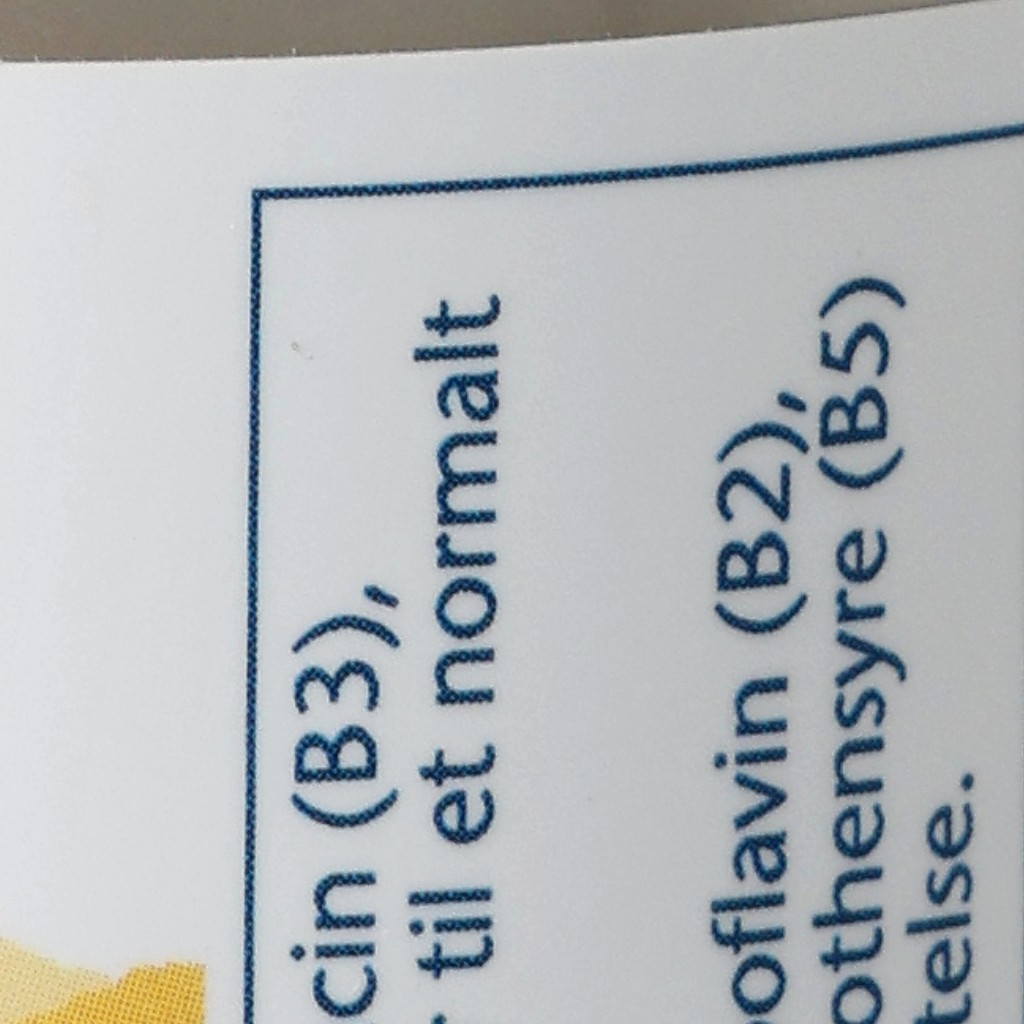 cin (B3),
til et normalt
oflavin (B2),
othensyre (B5)
telse.